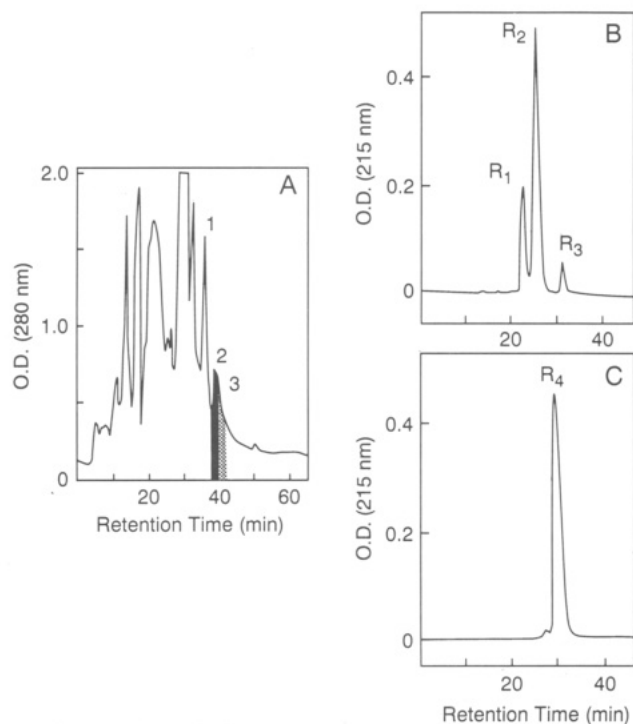 A
2.0
1.0
0
O.D. (280 nm)
1
2
3
20
40
60
Retention Time (min)
B
R2
R1
R3
0.4
0.2
0
O.D. (215 nm)
20
40
C
R4
0.4
0.2
0
O.D. (215 nm)
20
40
Retention Time (min)